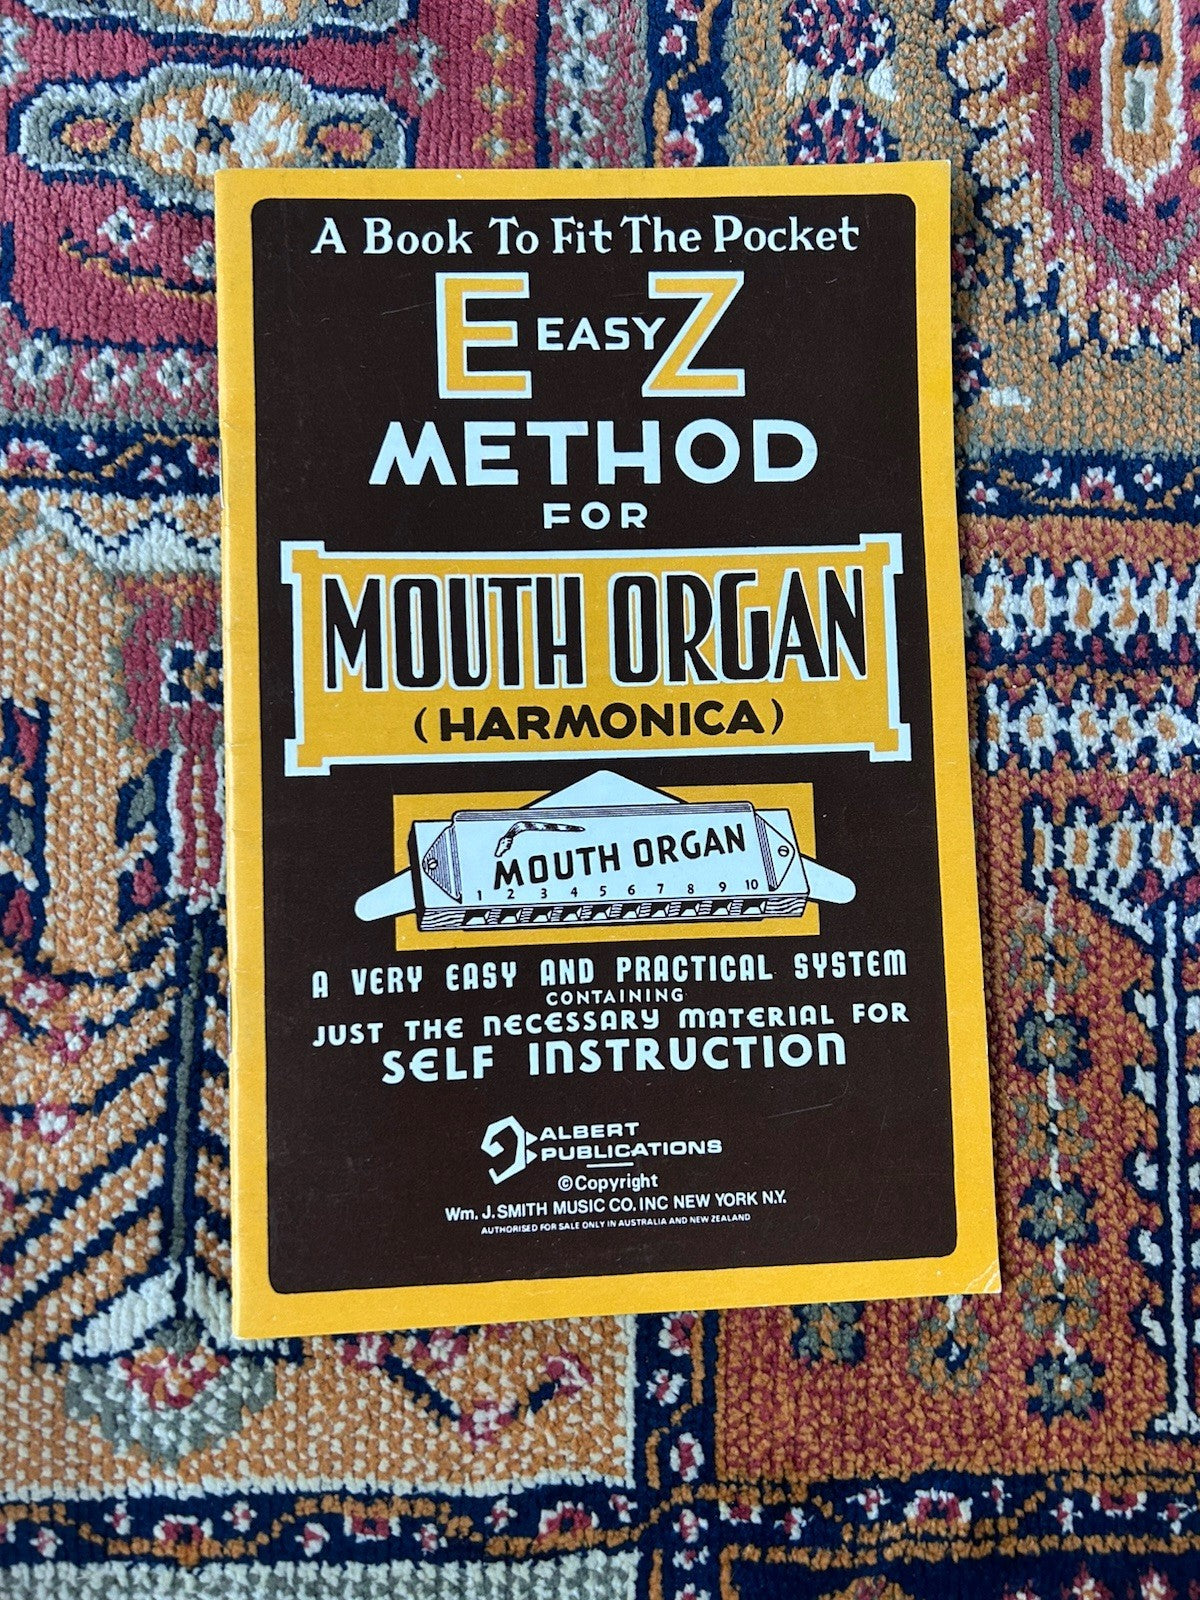 A Book To Fit The Pocket
E EASY Z
METHOD
FOR
MOUTH ORGAN
(HARMONICA)
MOUTH ORGAN
1 2 3 4 5 6 7 8 9 10
A VERY EASY AND PRACTICAL SYSTEM
CONTAINING
JUST THE NECESSARY MATERIAL FOR
SELF INSTRUCTION
ALBERT
PUBLICATIONS
©Copyright
Wm. J. SMITH MUSIC CO. INC NEW YORK N.Y.
AUTHORISED FOR SALE ONLY IN AUSTRALIA AND NEW ZEALAND